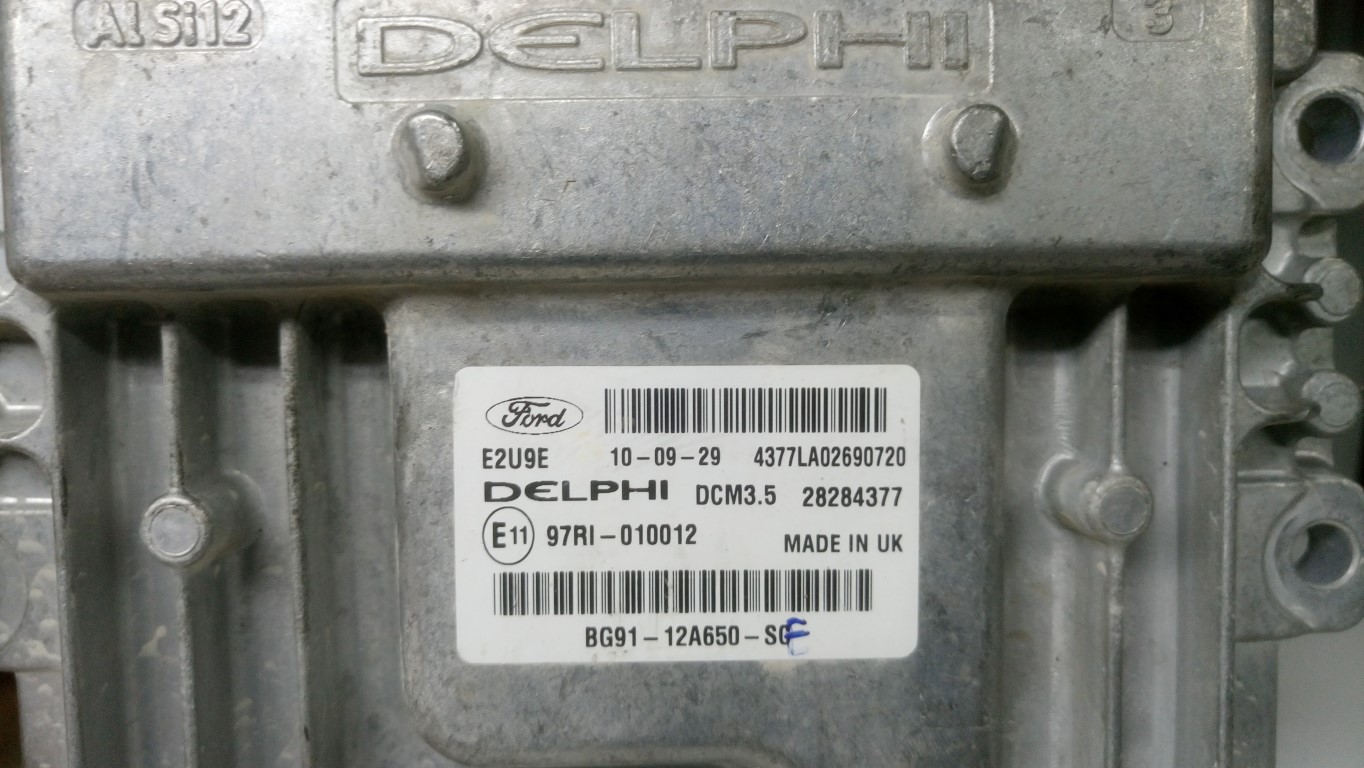 AlSi12
DELPHI
3
Ford
E2U9E 10-09-29 4377LA02690720
DELPHI DCM3.5 28284377
E11 97RI-010012
MADE IN UK
BG91-12A650-SG
E